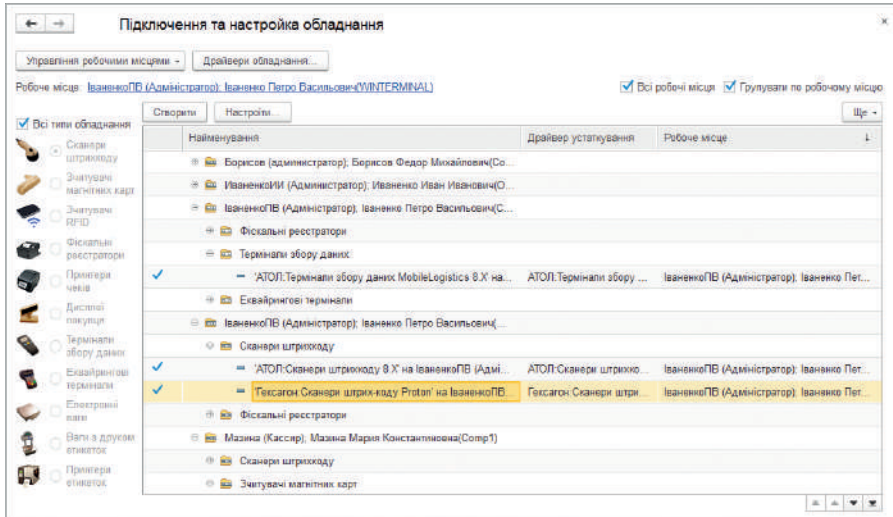 Підключення та настройка обладнання
Управління робочими місцями
Драйвери обладнання...
Робоче місце: ІваненкоПВ (Адміністратор); Іваненко Петро Васильович(WINTERMINAL)
Всі робочі місця
Групувати по робочому місцю
Створити
Настроїти...
Ще
Всі типи обладнання
Сканери штрихкоду
Зчитувачі магнітних карт
Зчитувачі RFID
Фіскальні реєстратори
Принтери чеків
Дисплеї покупця
Термінали збору даних
Еквайрингові термінали
Електронні ваги
Ваги з друком етикеток
Принтери етикеток
Найменування
Драйвер устаткування
Робоче місце
Борисов (администратор); Борисов Федор Михайлович(Co...
ИваненкоИИ (Администратор); Иваненко Иван Иванович(О...
ІваненкоПВ (Адміністратор); Іваненко Петро Васильович(С...
Фіскальні реєстратори
Термінали збору даних
'АТОЛ:Термінали збору даних MobileLogistics 8.X' на...
АТОЛ:Термінали збору ...
ІваненкоПВ (Адміністратор); Іваненко Пет...
Еквайрингові термінали
ІваненкоПВ (Адміністратор); Іваненко Петро Васильович(...
Сканери штрихкоду
'АТОЛ:Сканери штрихкоду 8.X' на ІваненкоПВ (Адмі...
АТОЛ:Сканери штрихко...
ІваненкоПВ (Адміністратор); Іваненко Пет...
'Гексагон:Сканери штрих-коду Proton' на ІваненкоПВ...
Гексагон:Сканери штри...
ІваненкоПВ (Адміністратор); Іваненко Пет...
Фіскальні реєстратори
Мазина (Кассир); Мазина Мария Константиновна(Comp1)
Сканери штрихкоду
Зчитувачі магнітних карт